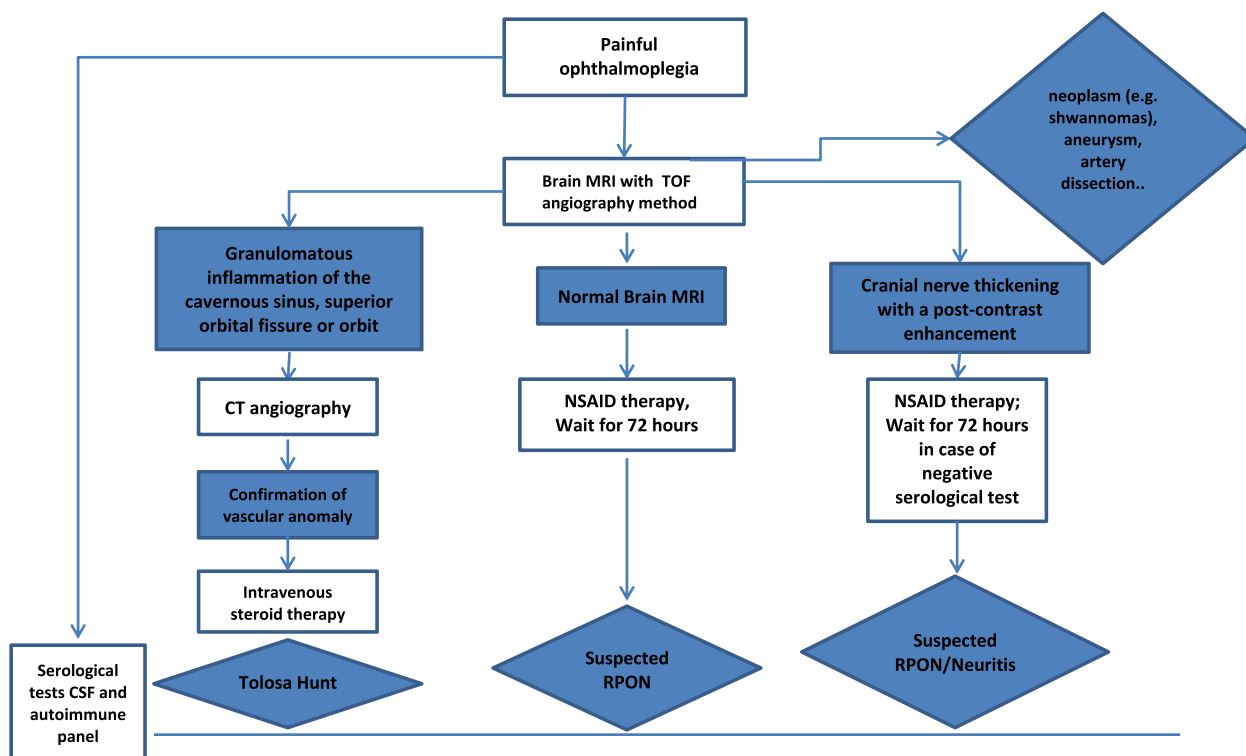 Painful
ophthalmoplegia
neoplasm (e.g.
shwannomas),
aneurysm,
artery
dissection..
Brain MRI with TOF
angiography method
Granulomatous
inflammation of the
cavernous sinus, superior
orbital fissure or orbit
Normal Brain MRI
Cranial nerve thickening
with a post-contrast
enhancement
CT angiography
NSAID therapy,
Wait for 72 hours
NSAID therapy;
Wait for 72 hours
in case of
negative
serological test
Confirmation of
vascular anomaly
Intravenous
steroid therapy
Serological
tests CSF and
autoimmune
panel
Tolosa Hunt
Suspected
RPON
Suspected
RPON/Neuritis